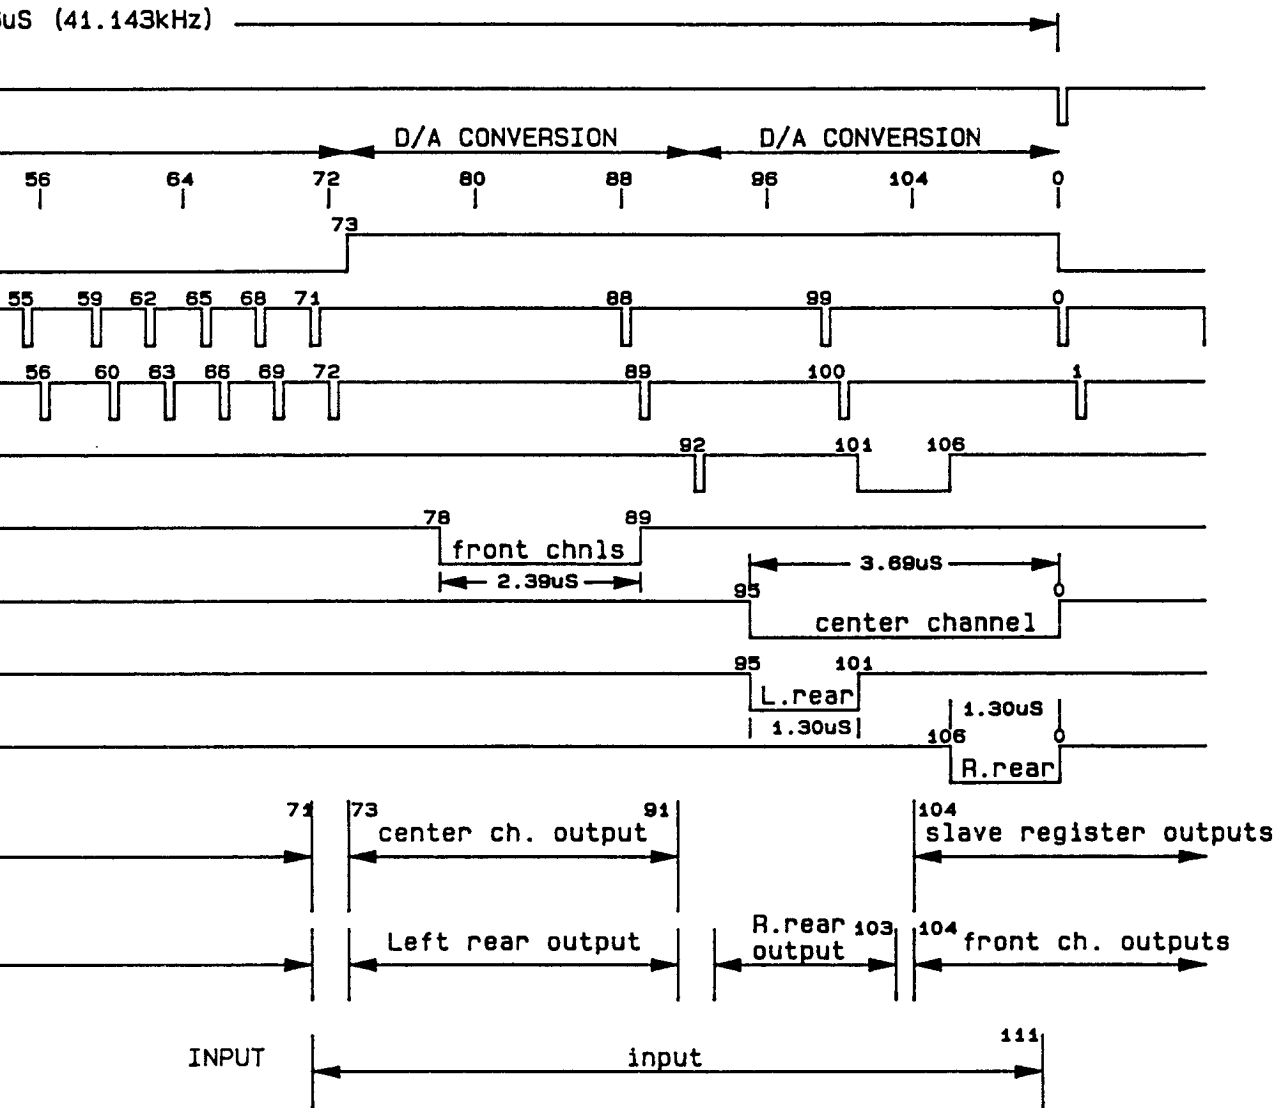 uS (41.143kHz)
D/A CONVERSION D/A CONVERSION
56 64 72 80 88 96 104 0
73
55 59 62 65 68 71 88 99 0
56 60 63 66 69 72 89 100 1
92 101 106
78 89
front chnls
2.39uS
3.69uS
95 0
center channel
95 101
L.rear
1.30uS
1.30uS
106 0
R.rear
71 73 91 104
center ch. output slave register outputs
R.rear 103 104
Left rear output output front ch. outputs
111
INPUT input